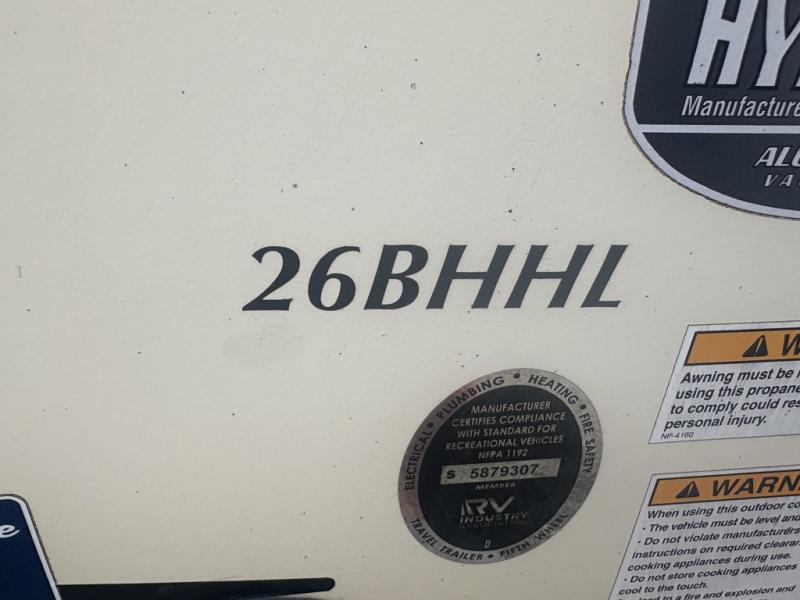 HY
Manufacture
ALU
VA
26BHHL
ELECTRICAL • PLUMBING • HEATING • FIRE SAFETY
MANUFACTURER
CERTIFIES COMPLIANCE
WITH STANDARD FOR
RECREATIONAL VEHICLES
NFPA 1192
S 5879307
MEMBER
RV
INDUSTRY
ASSOCIATION
D
TRAVEL TRAILER • FIFTH WHEEL
W
Awning must be
using this propane
to comply could res
personal injury.
NP-4160
WARN
When using this outdoor co
• The vehicle must be level and
• Do not violate manufacturers
instructions on required clearan
cooking appliances during use.
• Do not store cooking appliances
cool to the touch.
to a fire and explosion and
e